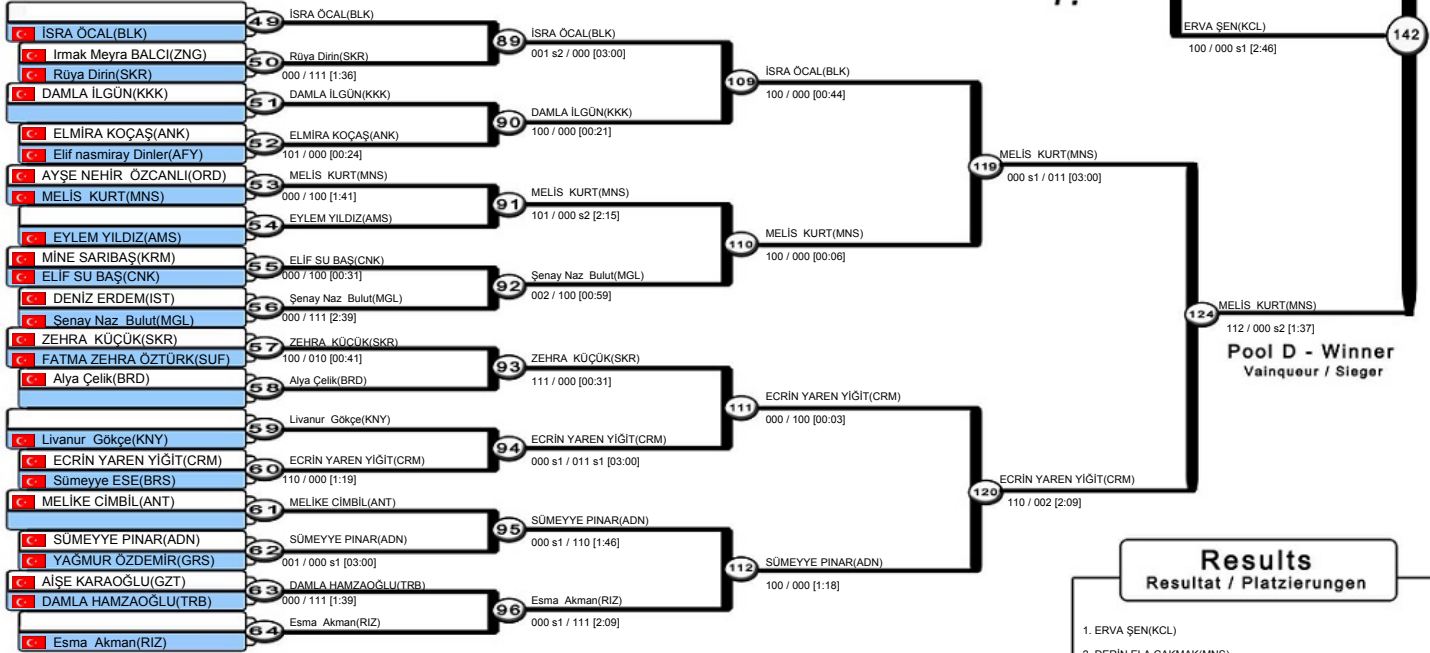 49
İSRA ÖCAL(BLK)
İSRA ÖCAL(BLK)
Irmak Meyra BALCI(ZNG)
50
Rüya Dirin(SKR)
Rüya Dirin(SKR)
000 / 111 [1:36]
89
İSRA ÖCAL(BLK)
001 s2 / 000 [03:00]
DAMLA İLGÜN(KKK)
51
DAMLA İLGÜN(KKK)
ELMİRA KOÇAŞ(ANK)
52
ELMİRA KOÇAŞ(ANK)
Elif nasmiray Dinler(AFY)
101 / 000 [00:24]
90
DAMLA İLGÜN(KKK)
100 / 000 [00:21]
109
İSRA ÖCAL(BLK)
100 / 000 [00:44]
AYŞE NEHİR ÖZCANLI(ORD)
53
MELİS KURT(MNS)
MELİS KURT(MNS)
000 / 100 [1:41]
54
EYLEM YILDIZ(AMS)
EYLEM YILDIZ(AMS)
91
MELİS KURT(MNS)
101 / 000 s2 [2:15]
MİNE SARIBAŞ(KRM)
55
ELİF SU BAŞ(CNK)
ELİF SU BAŞ(CNK)
000 / 100 [00:31]
DENİZ ERDEM(IST)
56
Şenay Naz Bulut(MGL)
Şenay Naz Bulut(MGL)
000 / 111 [2:39]
92
Şenay Naz Bulut(MGL)
002 / 100 [00:59]
110
MELİS KURT(MNS)
100 / 000 [00:06]
119
MELİS KURT(MNS)
000 s1 / 011 [03:00]
ZEHRA KÜÇÜK(SKR)
57
ZEHRA KÜÇÜK(SKR)
FATMA ZEHRA ÖZTÜRK(SUF)
100 / 010 [00:41]
Alya Çelik(BRD)
58
Alya Çelik(BRD)
93
ZEHRA KÜÇÜK(SKR)
111 / 000 [00:31]
59
Livanur Gökçe(KNY)
Livanur Gökçe(KNY)
ECRİN YAREN YİĞİT(CRM)
60
ECRİN YAREN YİĞİT(CRM)
Sümeyye ESE(BRS)
110 / 000 [1:19]
94
ECRİN YAREN YİĞİT(CRM)
000 s1 / 011 s1 [03:00]
111
ECRİN YAREN YİĞİT(CRM)
000 / 100 [00:03]
MELİKE CİMBİL(ANT)
61
MELİKE CİMBİL(ANT)
SÜMEYYE PINAR(ADN)
62
SÜMEYYE PINAR(ADN)
YAĞMUR ÖZDEMİR(GRS)
001 / 000 s1 [03:00]
95
SÜMEYYE PINAR(ADN)
000 s1 / 110 [1:46]
AİŞE KARAOĞLU(GZT)
63
DAMLA HAMZAOĞLU(TRB)
DAMLA HAMZAOĞLU(TRB)
000 / 111 [1:39]
64
Esma Akman(RIZ)
Esma Akman(RIZ)
96
Esma Akman(RIZ)
000 s1 / 111 [2:09]
112
SÜMEYYE PINAR(ADN)
100 / 000 [1:18]
120
ECRİN YAREN YİĞİT(CRM)
110 / 002 [2:09]
124
MELİS KURT(MNS)
112 / 000 s2 [1:37]
Pool D - Winner
Vainqueur / Sieger
ERVA ŞEN(KCL)
100 / 000 s1 [2:46]
142
Results
Resultat / Platzierungen
1. ERVA ŞEN(KCL)
2. DERİN ELA ÇAKMAK(MNS)